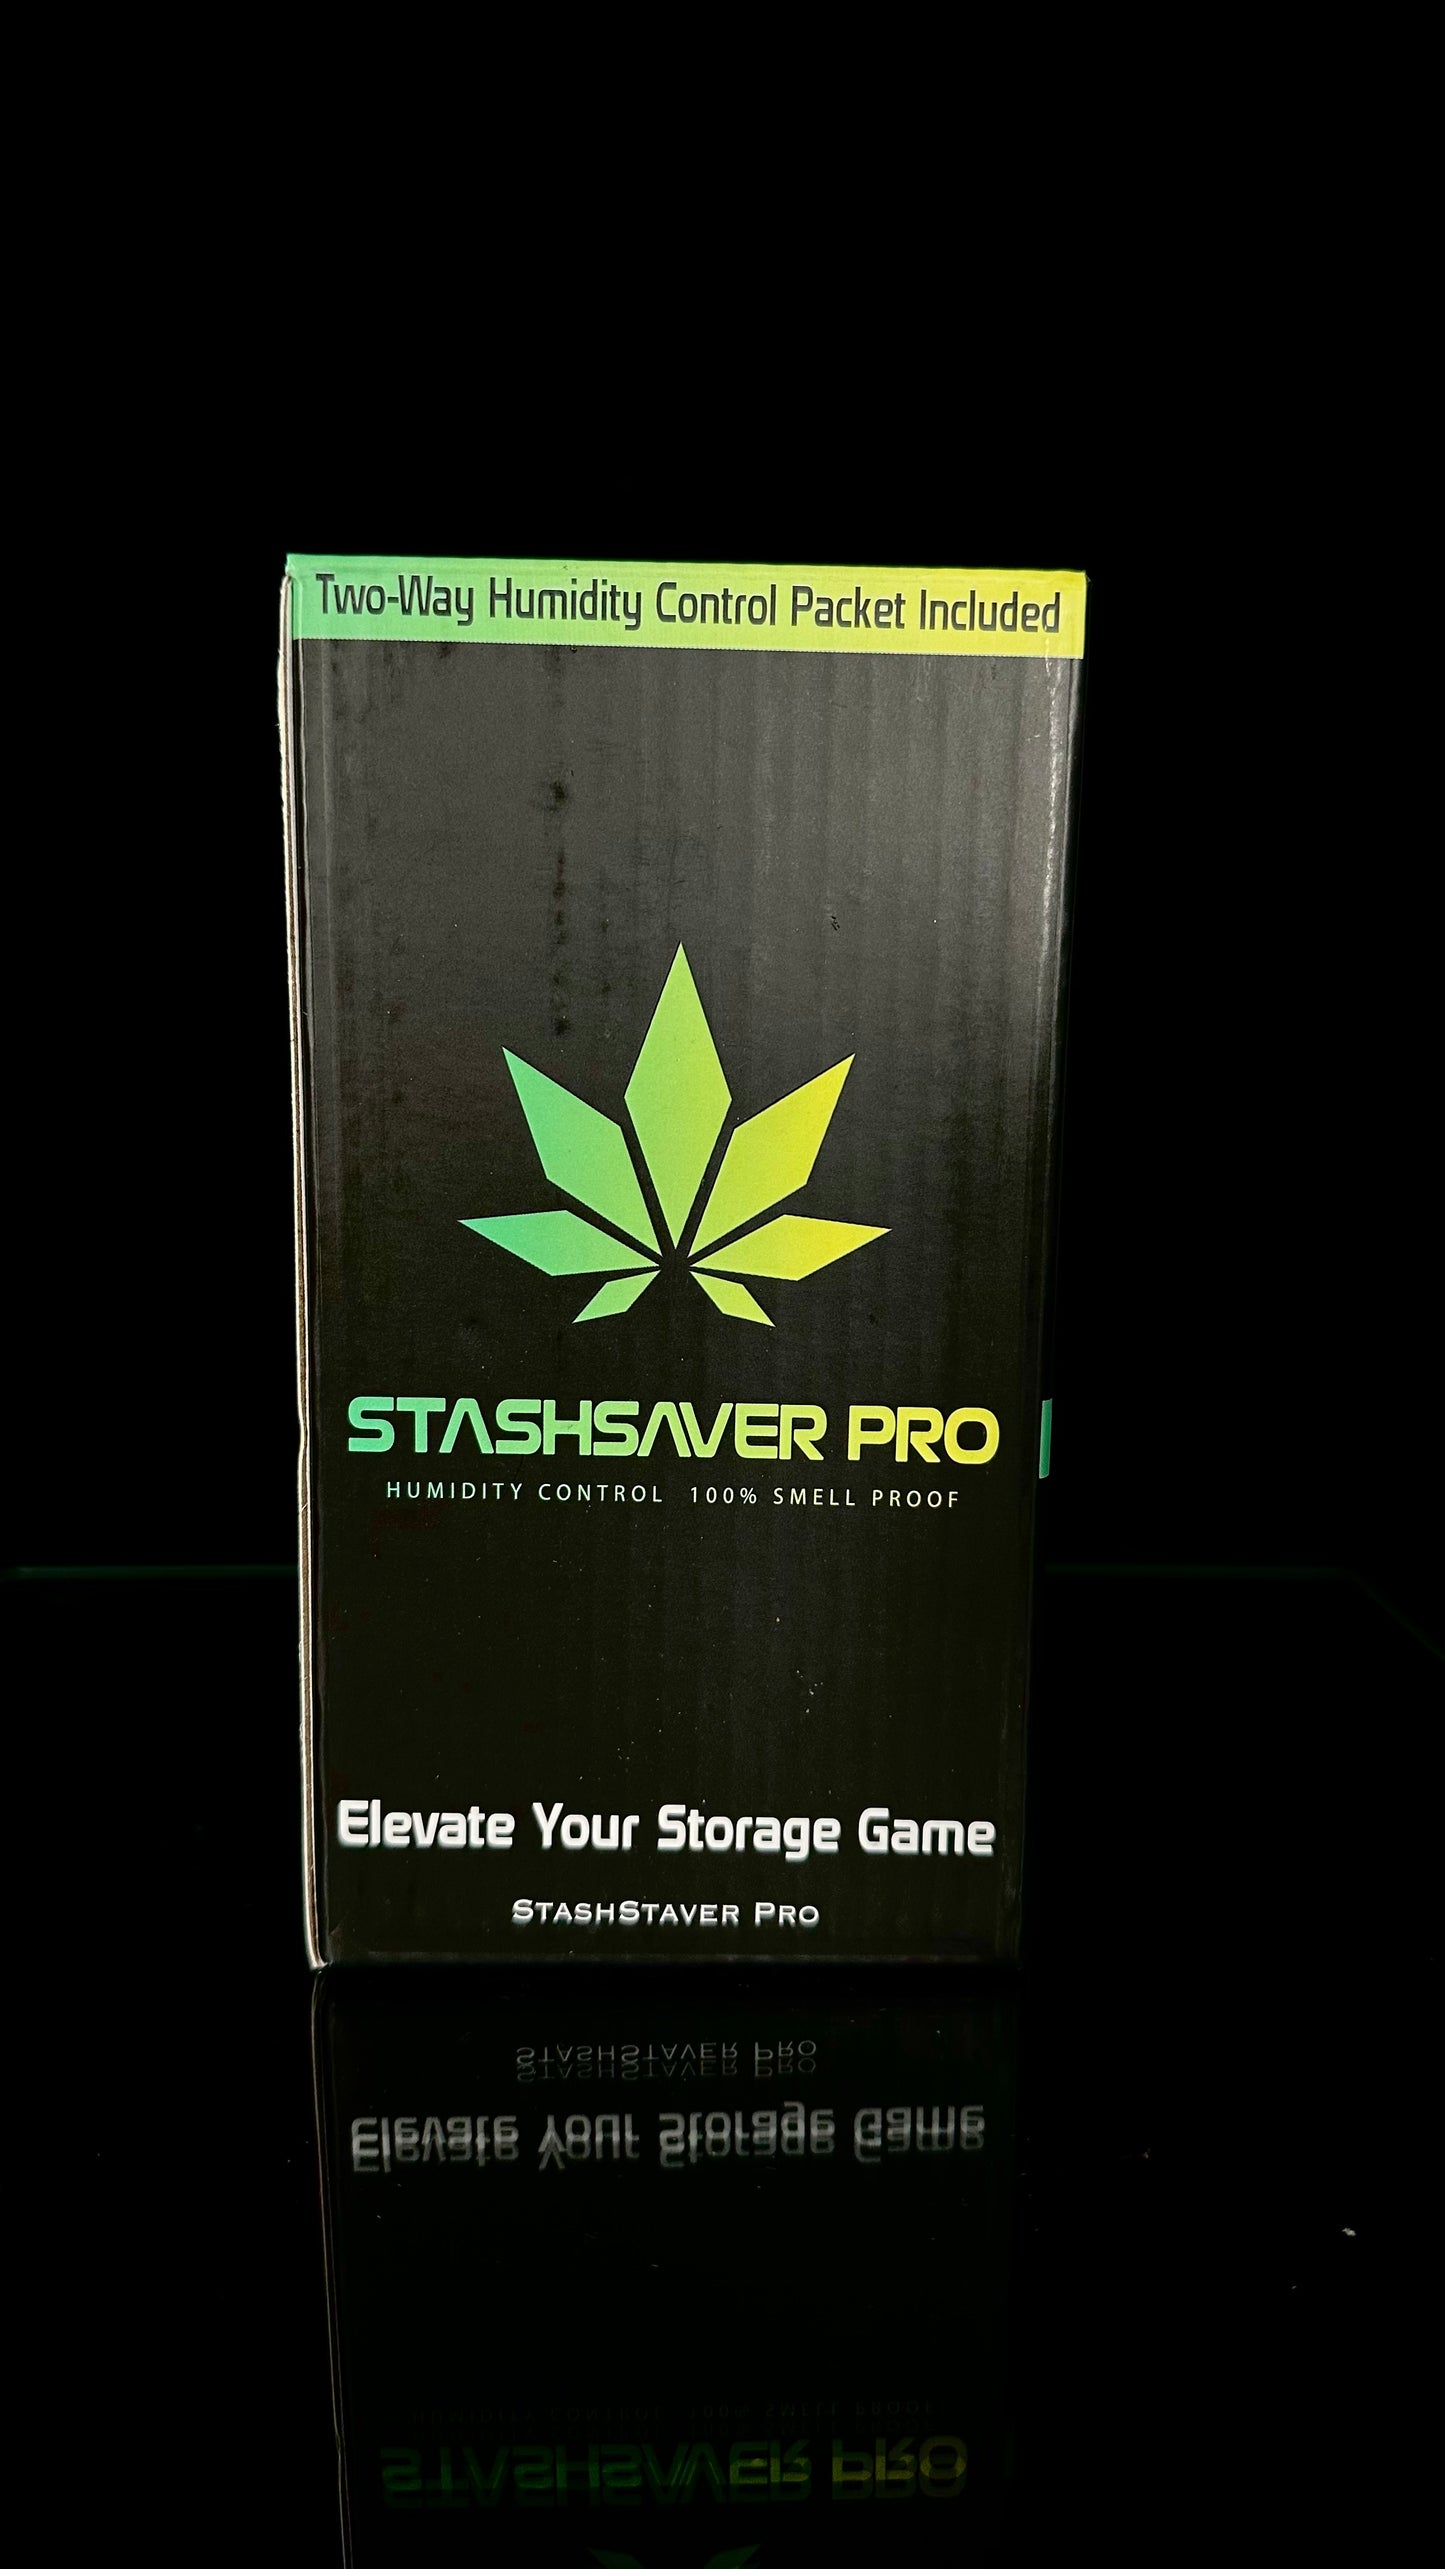 Two-Way Humidity Control Packet Included
STASHSAVER PRO
HUMIDITY CONTROL 100% SMELL PROOF
Elevate Your Storage Game
STASHSTAVER PRO